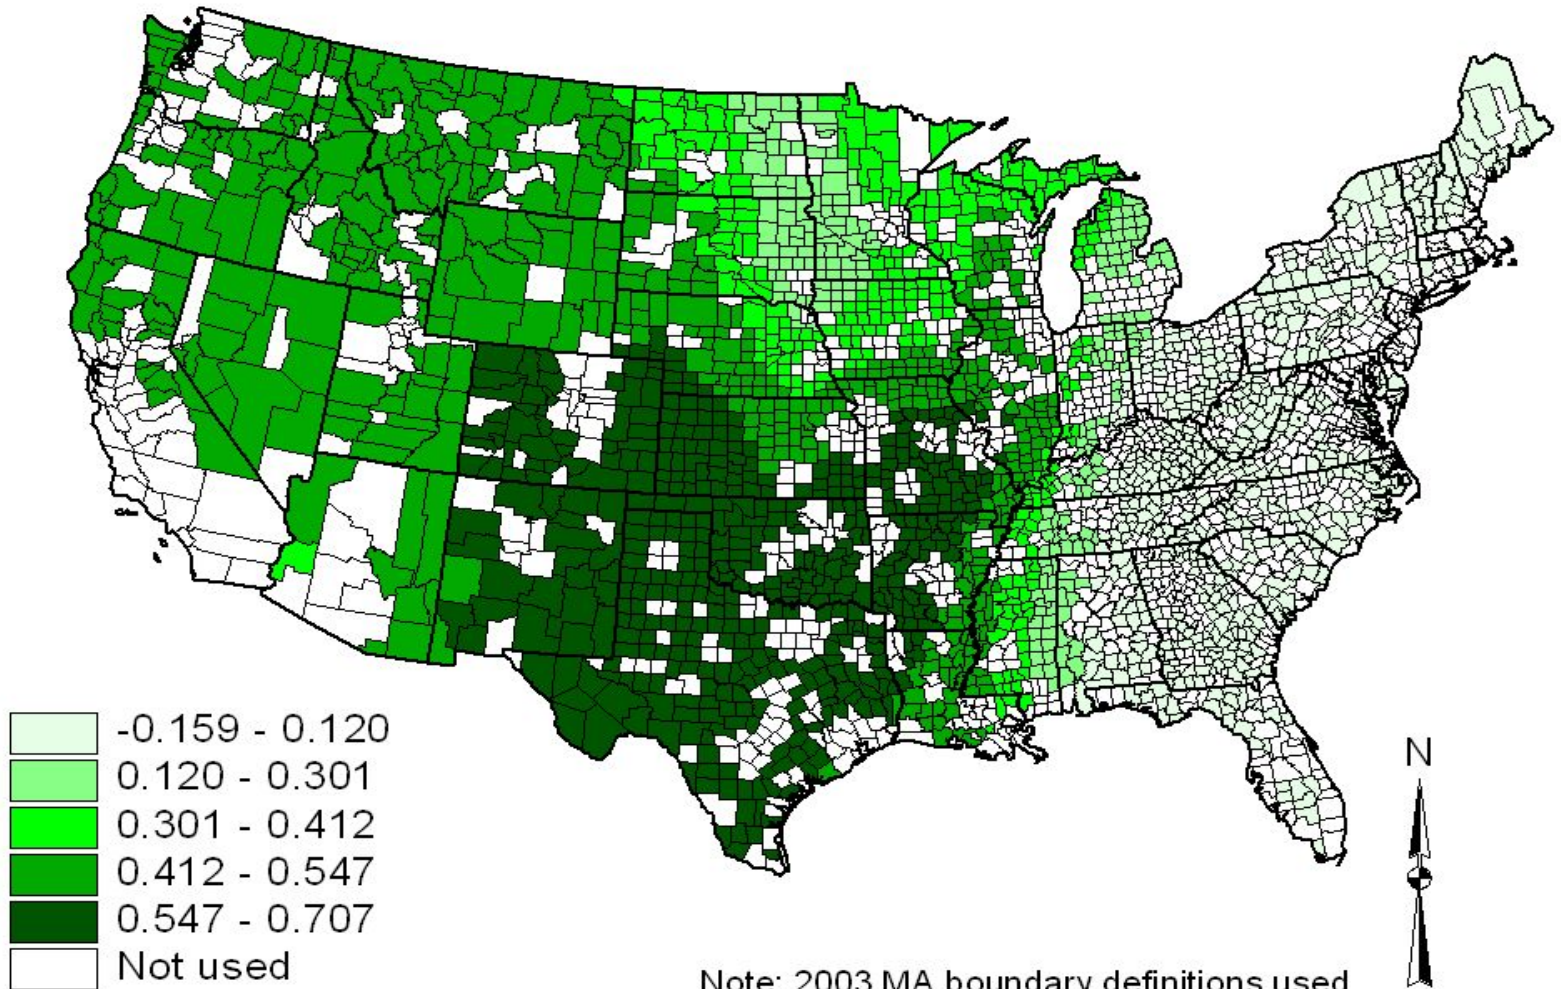 -0.159 - 0.120
0.120 - 0.301
0.301 - 0.412
0.412 - 0.547
0.547 - 0.707
Not used
N
Note: 2003 MA boundary definitions used